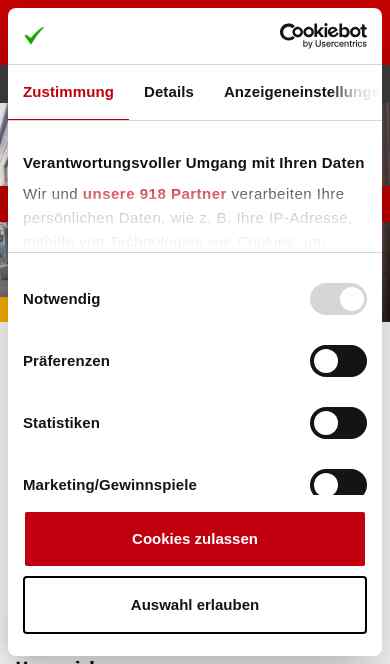 Cookiebot
by Usercentrics
Zustimmung Details Anzeigeneinstellungen
Verantwortungsvoller Umgang mit Ihren Daten
Wir und unsere 918 Partner verarbeiten Ihre
persönlichen Daten, wie z. B. Ihre IP-Adresse,
mithilfe von Technologien wie Cookies, um
Notwendig
Präferenzen
Statistiken
Marketing/Gewinnspiele
Cookies zulassen
Auswahl erlauben